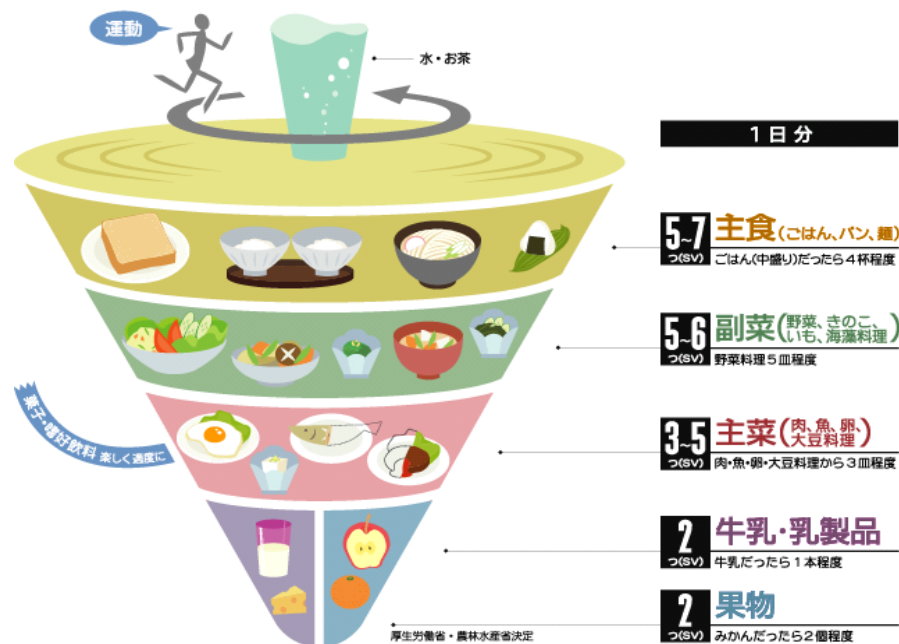 運動
水・お茶
1日分
5~7
つ(SV)
主食(ごはん、パン、麺)
ごはん(中盛り)だったら4杯程度
5~6
つ(SV)
副菜(野菜、きのこ、
いも、海藻料理)
野菜料理5皿程度
菓子・嗜好飲料 楽しく適度に
3~5
つ(SV)
主菜(肉、魚、卵、
大豆料理)
肉・魚・卵・大豆料理から3皿程度
2
つ(SV)
牛乳・乳製品
牛乳だったら1本程度
2
つ(SV)
果物
みかんだったら2個程度
厚生労働省・農林水産省決定